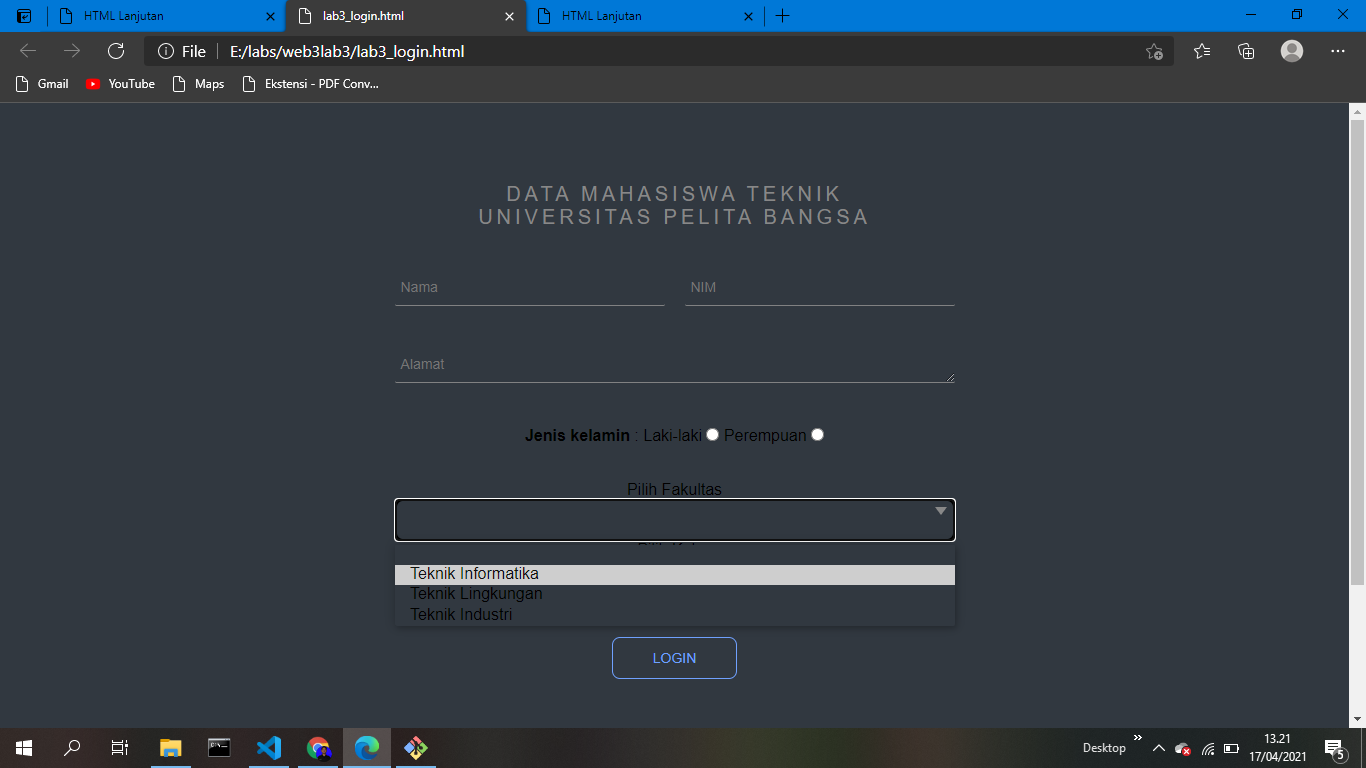 HTML Lanjutan
lab3_login.html
HTML Lanjutan
File
E:/labs/web3lab3/lab3_login.html
Gmail
YouTube
Maps
Ekstensi - PDF Conv...
DATA MAHASISWA TEKNIK
UNIVERSITAS PELITA BANGSA
Nama
NIM
Alamat
Jenis kelamin : Laki-laki Perempuan
Pilih Fakultas
Teknik Informatika
Teknik Lingkungan
Teknik Industri
LOGIN
Desktop
13.21
17/04/2021
5